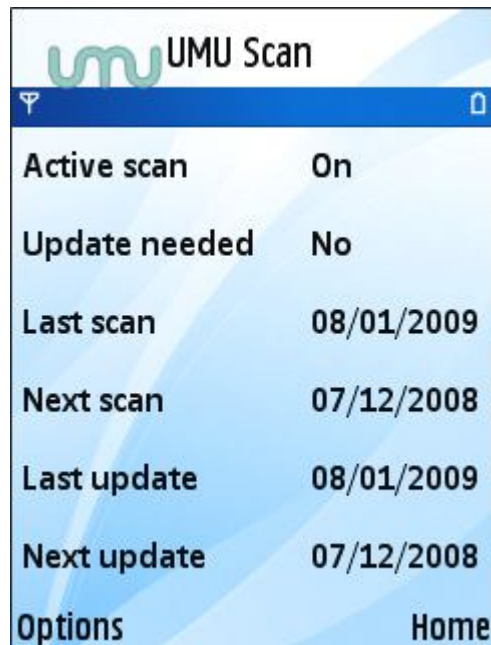 umu UMU Scan
Active scan On
Update needed No
Last scan 08/01/2009
Next scan 07/12/2008
Last update 08/01/2009
Next update 07/12/2008
Options Home